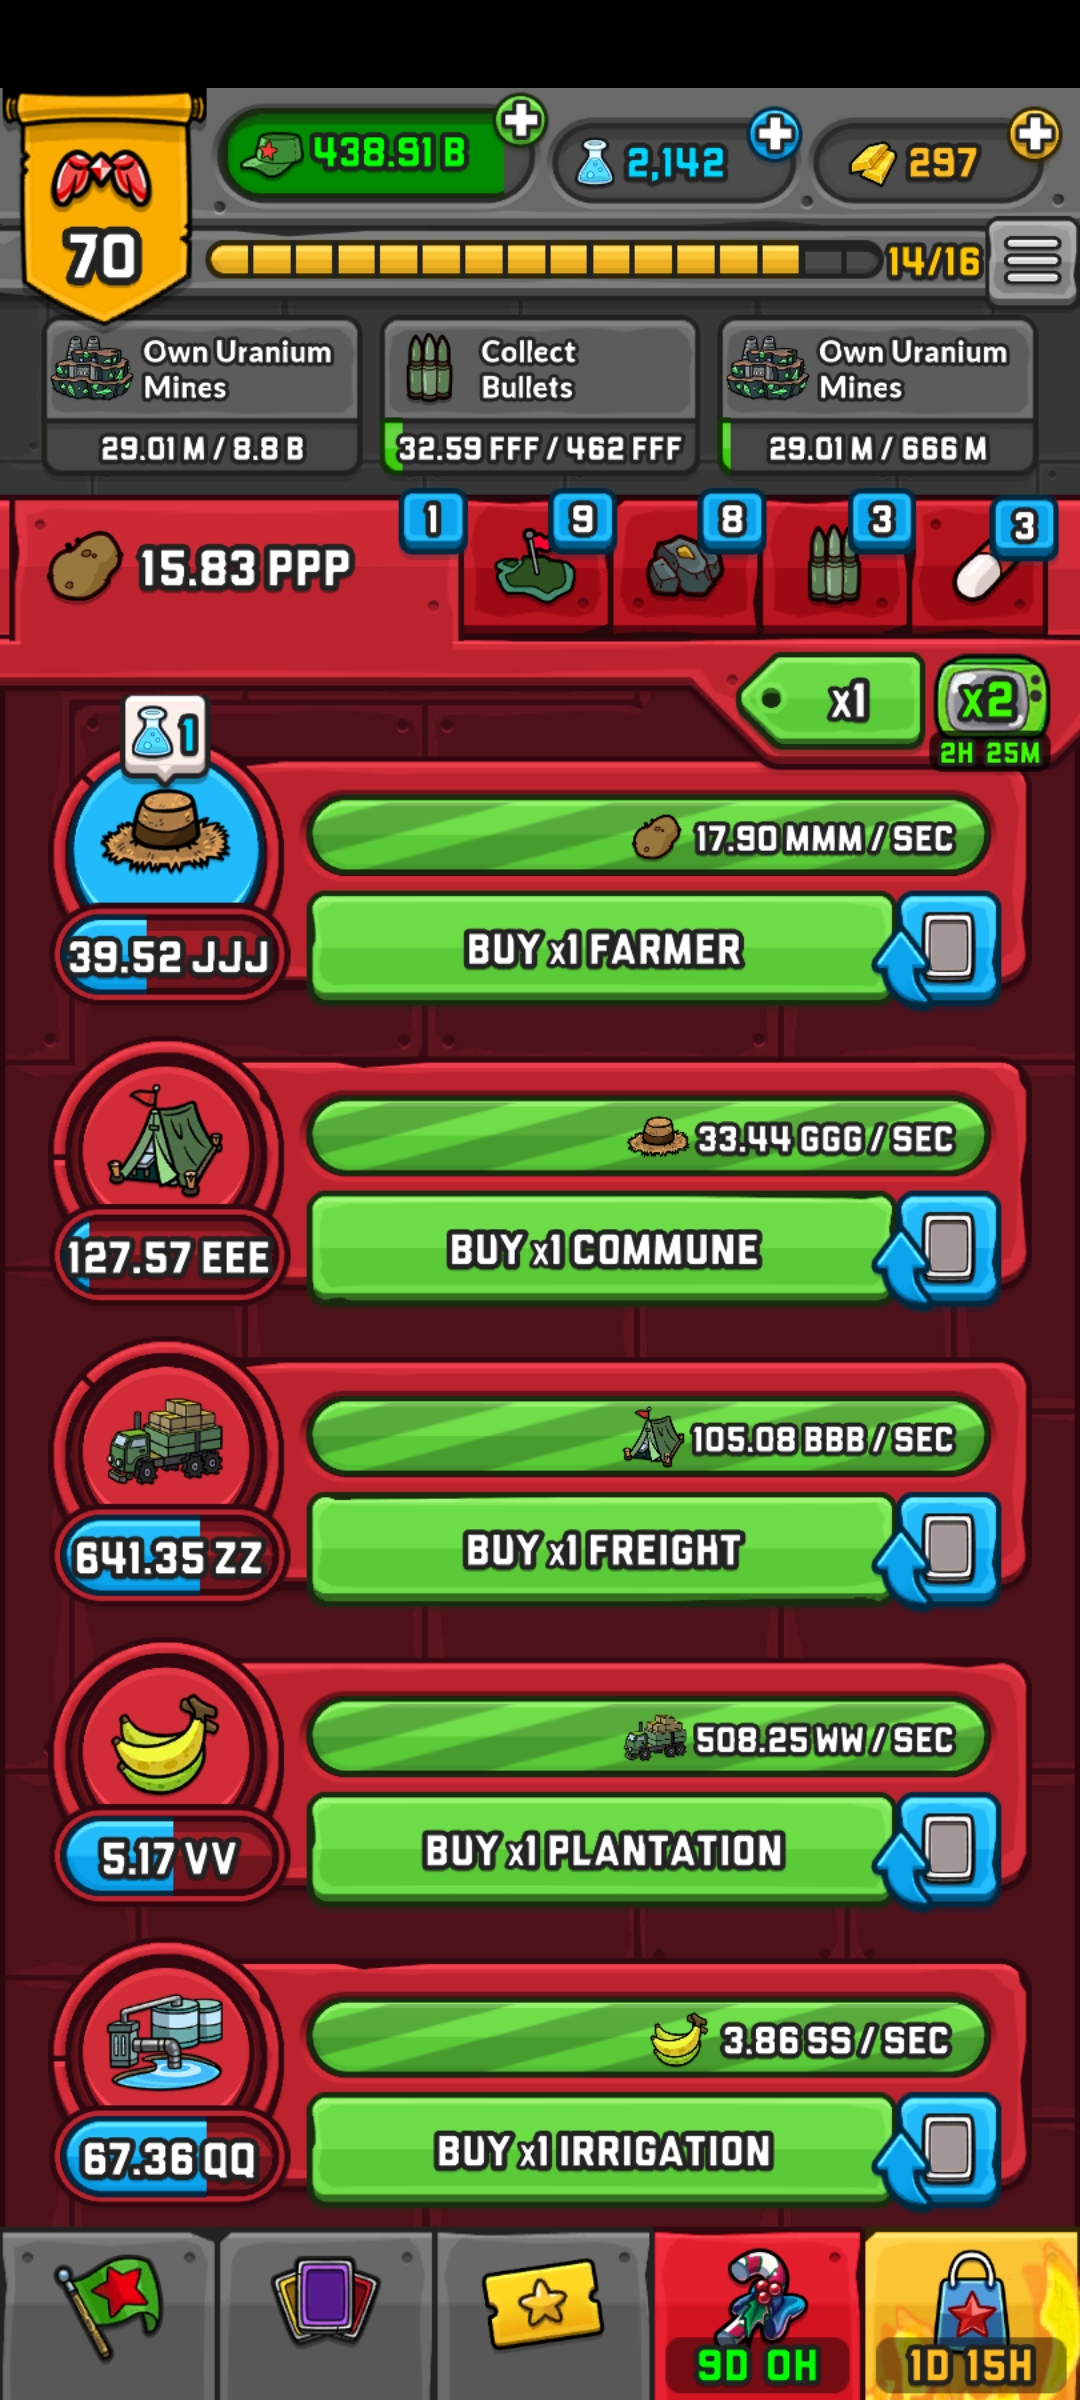 438.91 B
2,142
297
70
14/16
Own Uranium
Mines
29.01 M / 8.8 B
Collect
Bullets
32.59 FFF / 462 FFF
Own Uranium
Mines
29.01 M / 666 M
15.83 PPP
1
9
8
3
3
x1
x2
2H 25M
1
17.90 MMM / SEC
39.52 JJJ
BUY x1 FARMER
33.44 GGG / SEC
127.57 EEE
BUY x1 COMMUNE
105.08 BBB / SEC
641.35 ZZ
BUY x1 FREIGHT
508.25 WW / SEC
5.17 VV
BUY x1 PLANTATION
3.86 SS / SEC
67.36 QQ
BUY x1 IRRIGATION
9D 0H
1D 15H